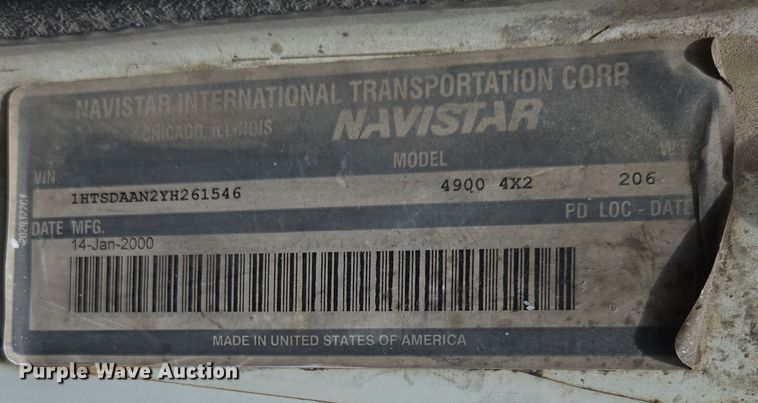 NAVISTAR INTERNATIONAL TRANSPORTATION CORP
CHICAGO, ILLINOIS NAVISTAR
VIN MODEL
1HTSDAAN2YH261546 4900 4X2 206
DATE MFG. PD LOC - DATE
14-Jan-2000
MADE IN UNITED STATES OF AMERICA
Purple Wave Auction